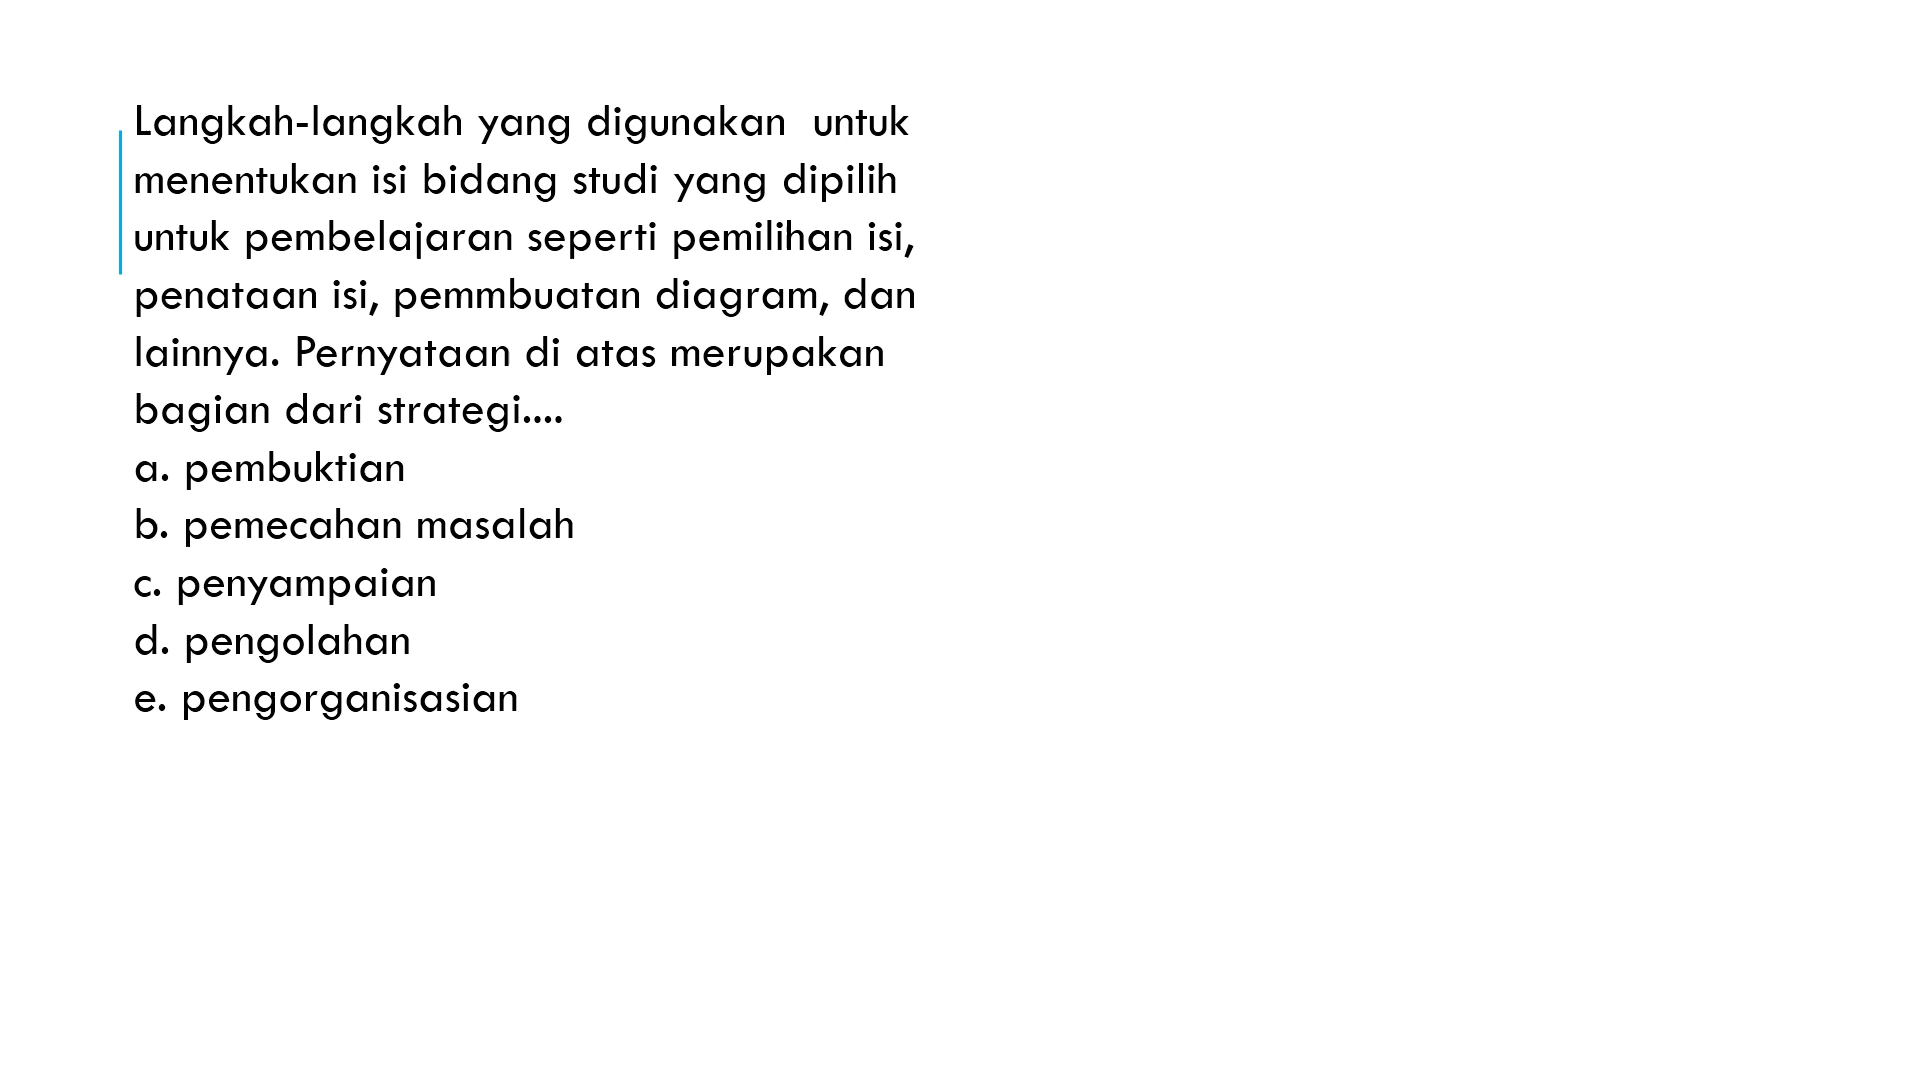 Langkah-langkah yang digunakan  untuk
menentukan isi bidang studi yang dipilih
untuk pembelajaran seperti pemilihan isi,
penataan isi, pemmbuatan diagram, dan
lainnya. Pernyataan di atas merupakan
bagian dari strategi....
a. pembuktian
b. pemecahan masalah
c. penyampaian
d. pengolahan
e. pengorganisasian